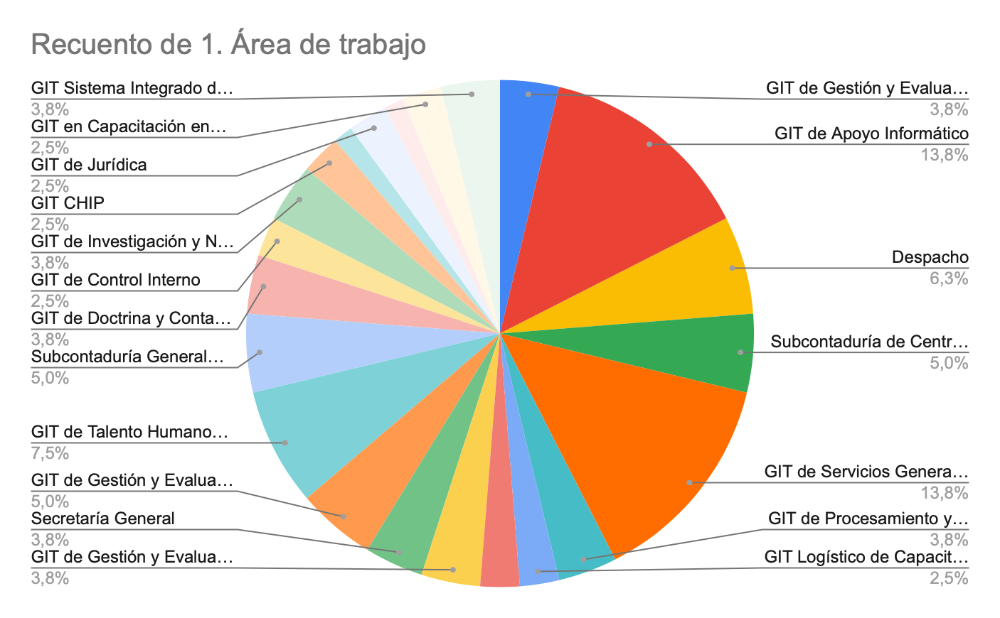 Recuento de 1. Área de trabajo
GIT Sistema Integrado d…
3,8%
GIT en Capacitación en…
2,5%
GIT de Jurídica
2,5%
GIT CHIP
2,5%
GIT de Investigación y N…
3,8%
GIT de Control Interno
2,5%
GIT de Doctrina y Conta…
3,8%
Subcontaduría General…
5,0%
GIT de Talento Humano…
7,5%
GIT de Gestión y Evalua…
5,0%
Secretaría General
3,8%
GIT de Gestión y Evalua…
3,8%
GIT de Gestión y Evalua…
3,8%
GIT de Apoyo Informático
13,8%
Despacho
6,3%
Subcontaduría de Centr…
5,0%
GIT de Servicios Genera…
13,8%
GIT de Procesamiento y…
3,8%
GIT Logístico de Capacit…
2,5%